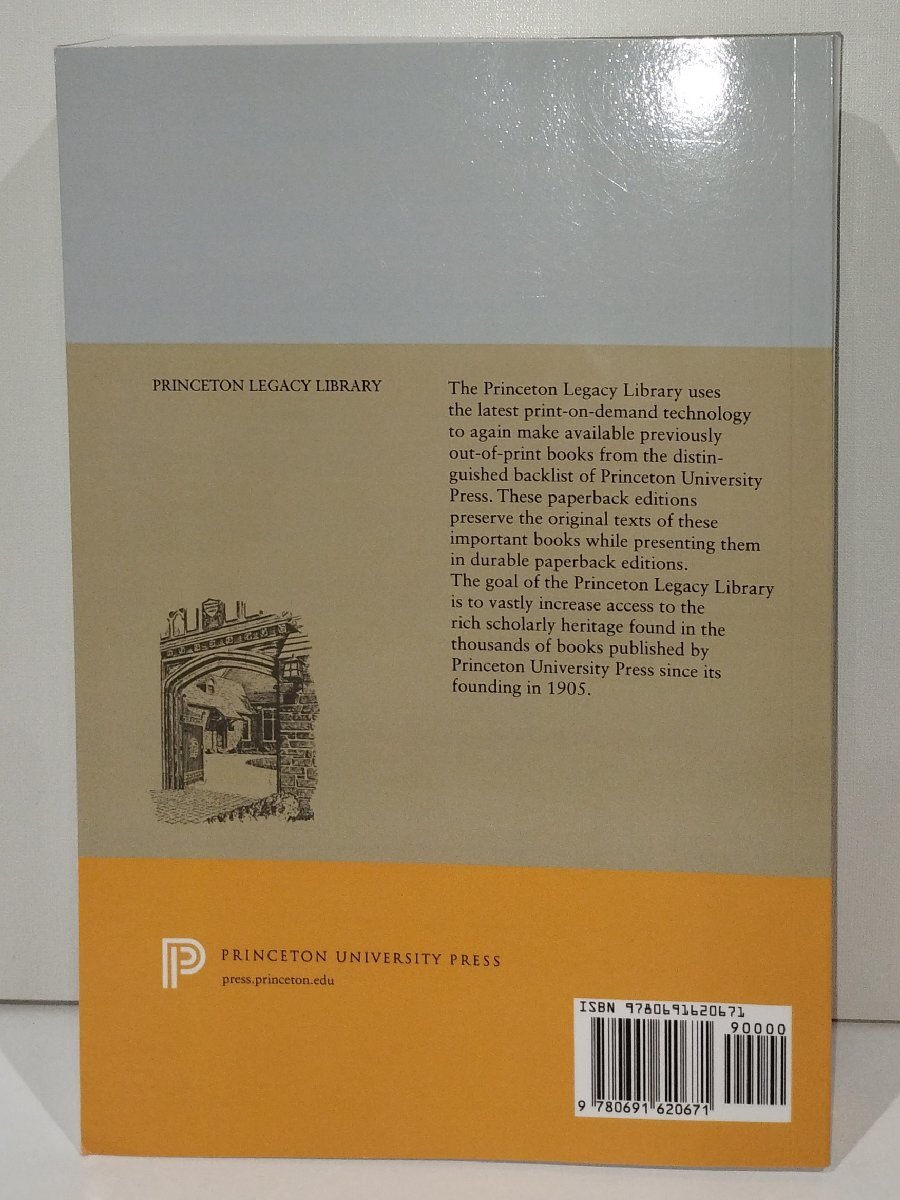 PRINCETON LEGACY LIBRARY
The Princeton Legacy Library uses
the latest print-on-demand technology
to again make available previously
out-of-print books from the distin-
guished backlist of Princeton University
Press. These paperback editions
preserve the original texts of these
important books while presenting them
in durable paperback editions.
The goal of the Princeton Legacy Library
is to vastly increase access to the
rich scholarly heritage found in the
thousands of books published by
Princeton University Press since its
founding in 1905.
PRINCETON UNIVERSITY PRESS
press.princeton.edu
ISBN 9780691620671
90000
9 780691 620671